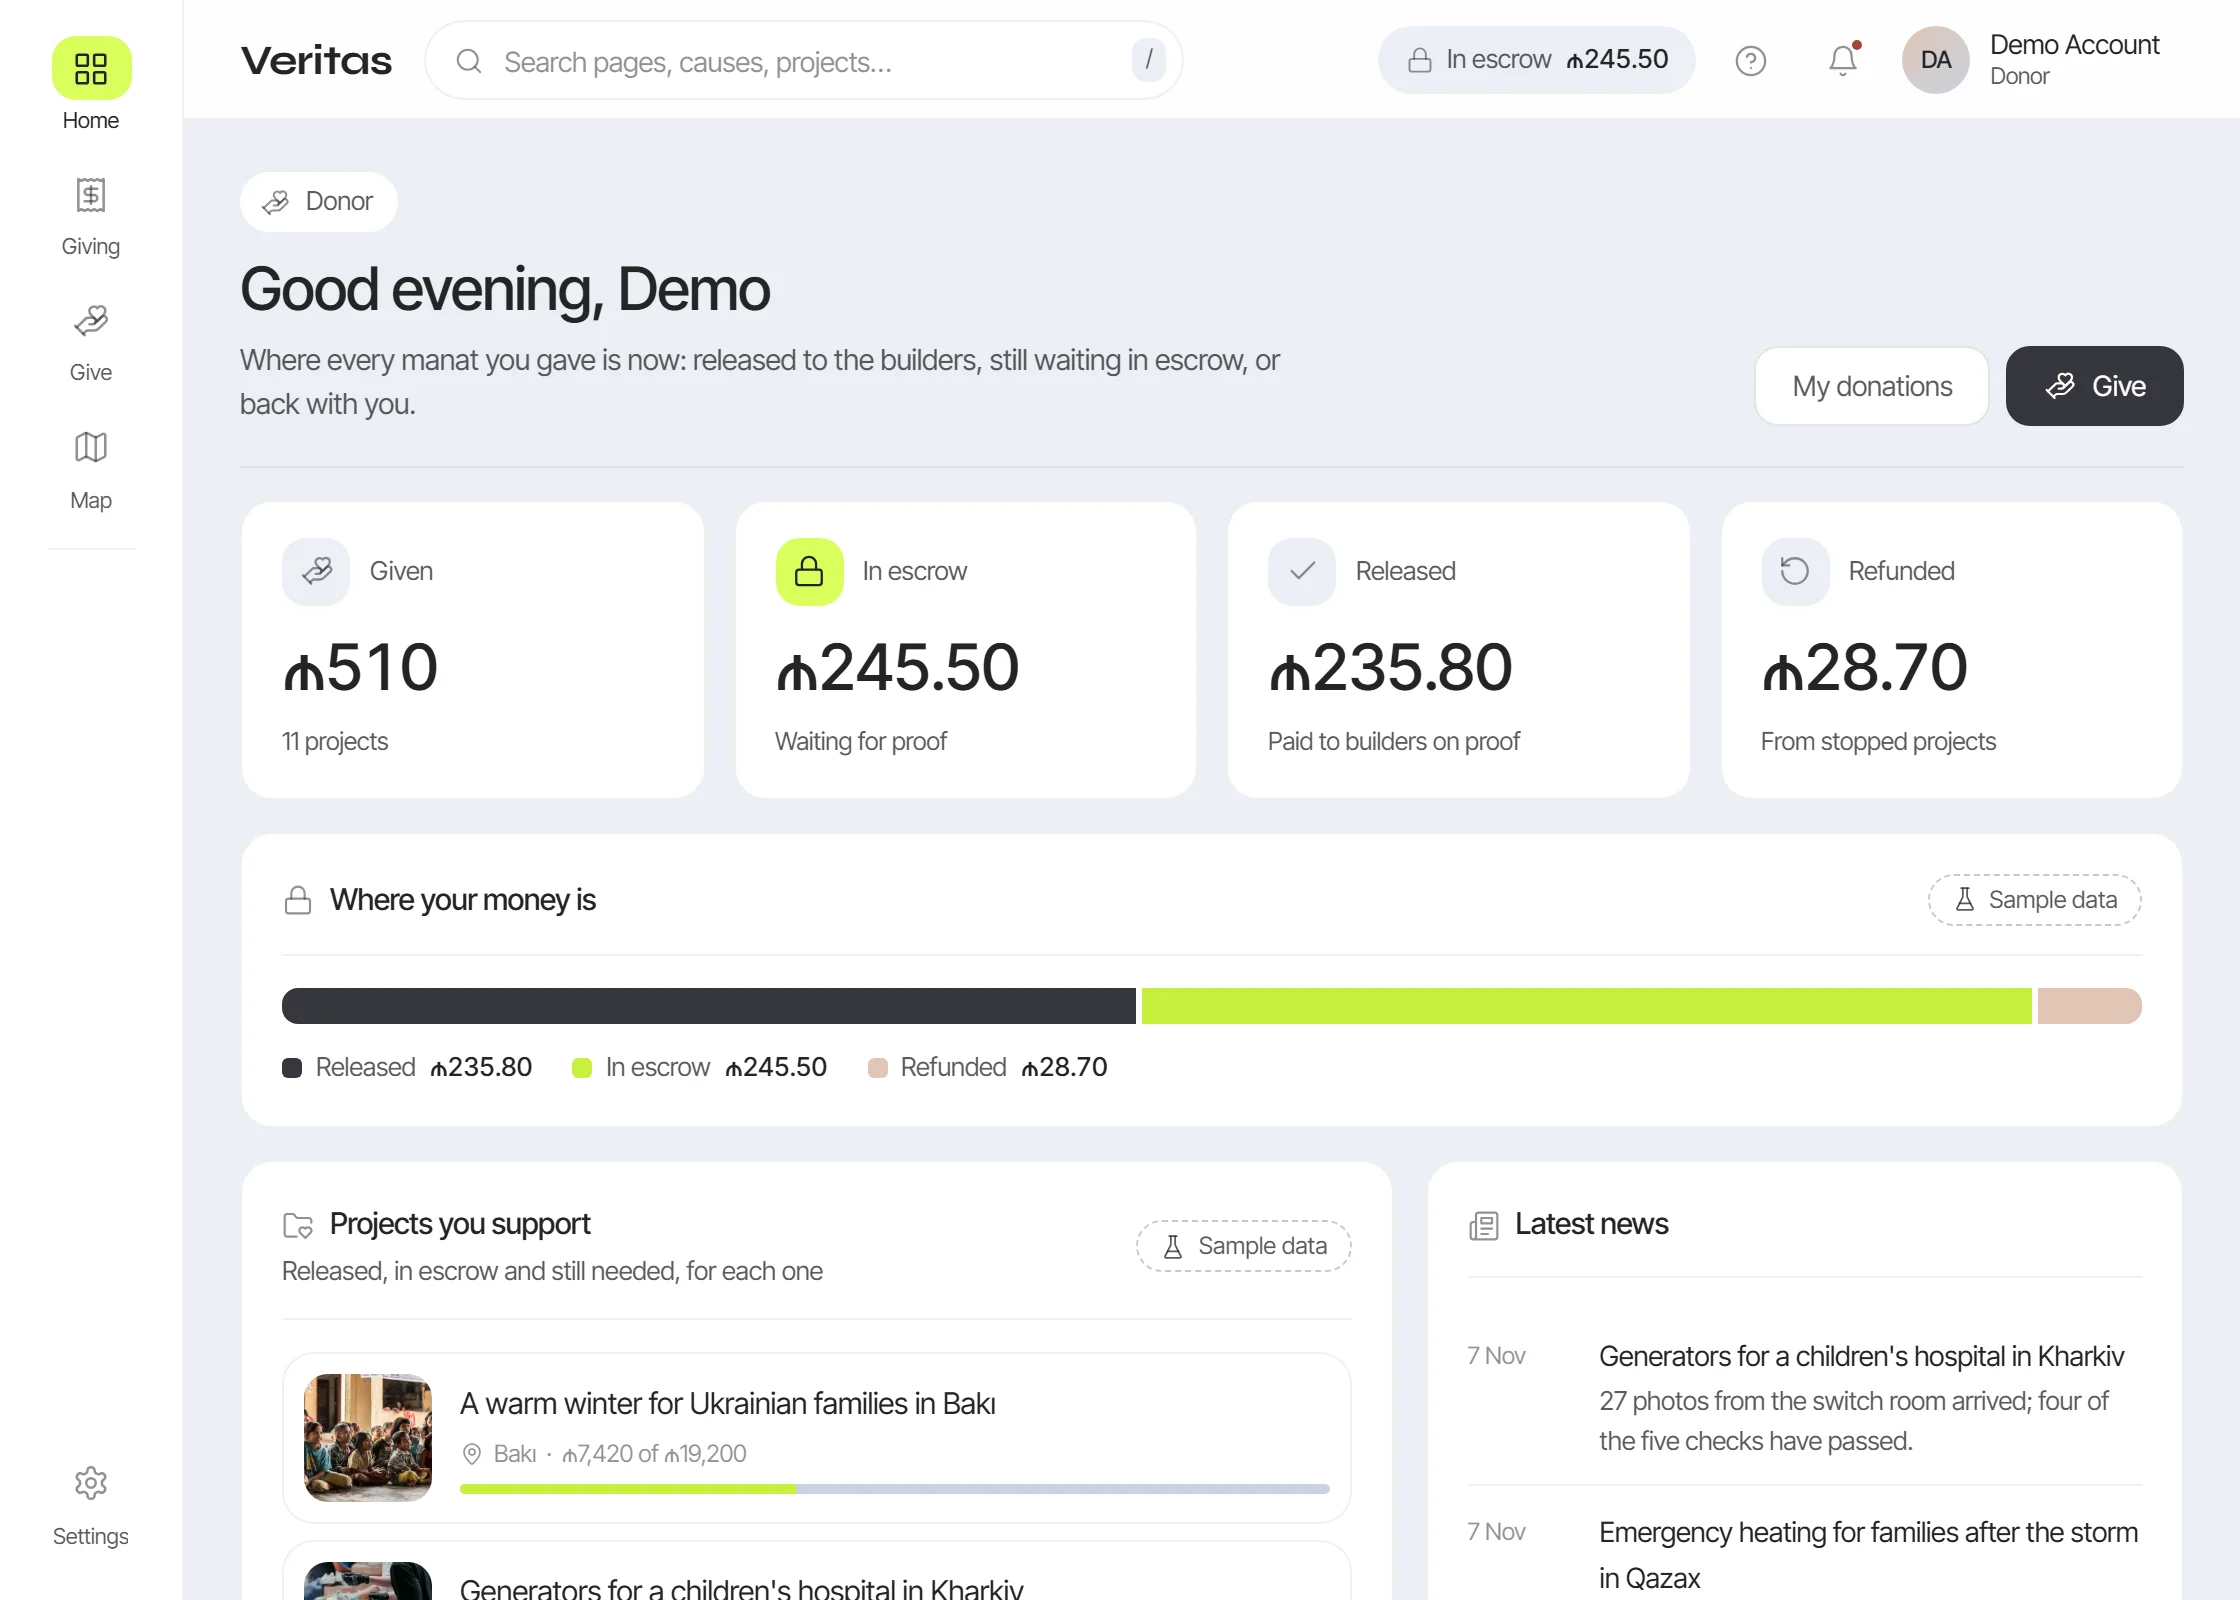 Veritas
Search pages, causes, projects...
/
In escrow ₼245.50
DA
Demo Account
Donor
Home
Giving
Give
Map
Settings
Donor
Good evening, Demo
Where every manat you gave is now: released to the builders, still waiting in escrow, or
back with you.
My donations
Give
Given
₼510
11 projects
In escrow
₼245.50
Waiting for proof
Released
₼235.80
Paid to builders on proof
Refunded
₼28.70
From stopped projects
Where your money is
Sample data
Released ₼235.80
In escrow ₼245.50
Refunded ₼28.70
Projects you support
Released, in escrow and still needed, for each one
Sample data
A warm winter for Ukrainian families in Bakı
Bakı · ₼7,420 of ₼19,200
Generators for a children's hospital in Kharkiv
Latest news
7 Nov
Generators for a children's hospital in Kharkiv
27 photos from the switch room arrived; four of
the five checks have passed.
7 Nov
Emergency heating for families after the storm
in Qazax